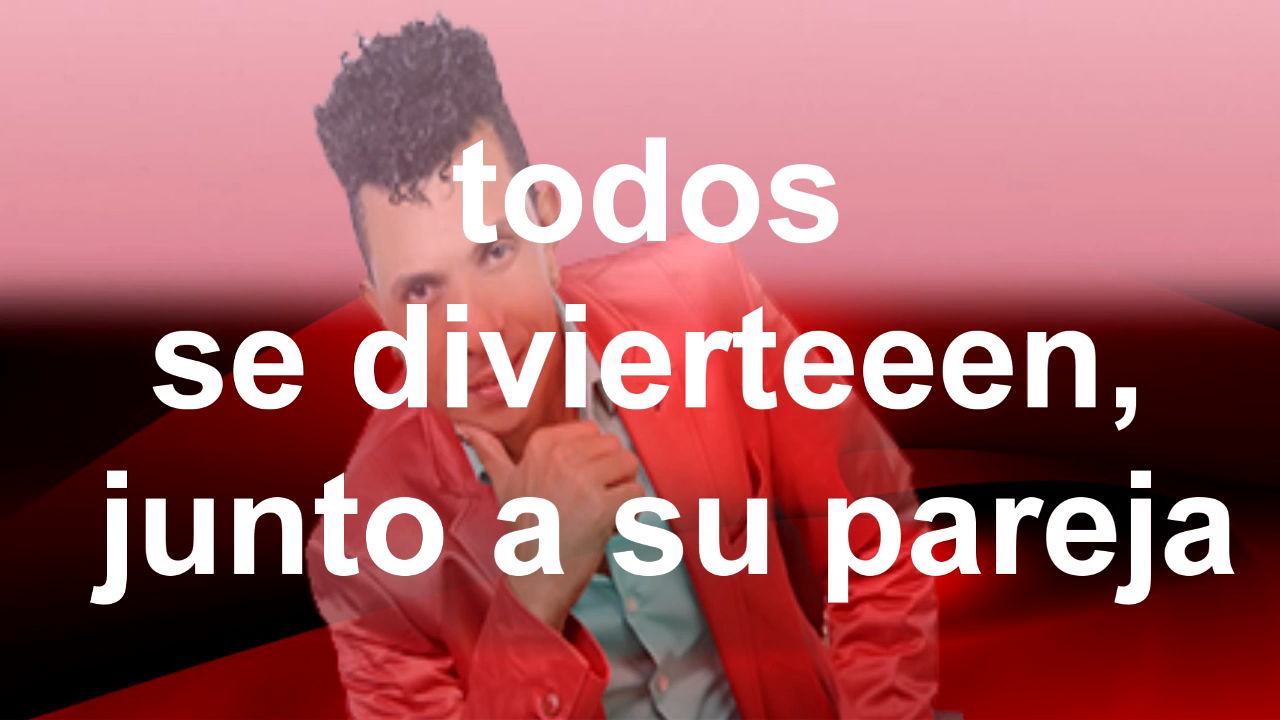 todos
se divierteeen,
junto a su pareja